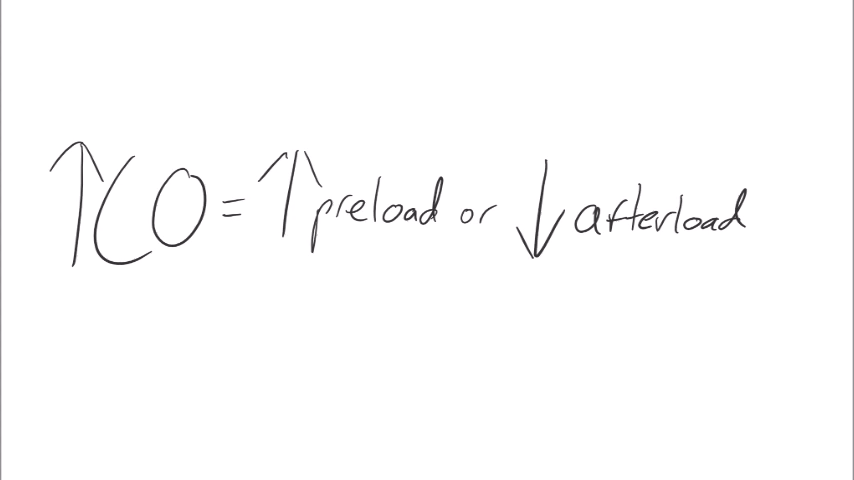 ↑CO = ↑preload or ↓ afterload